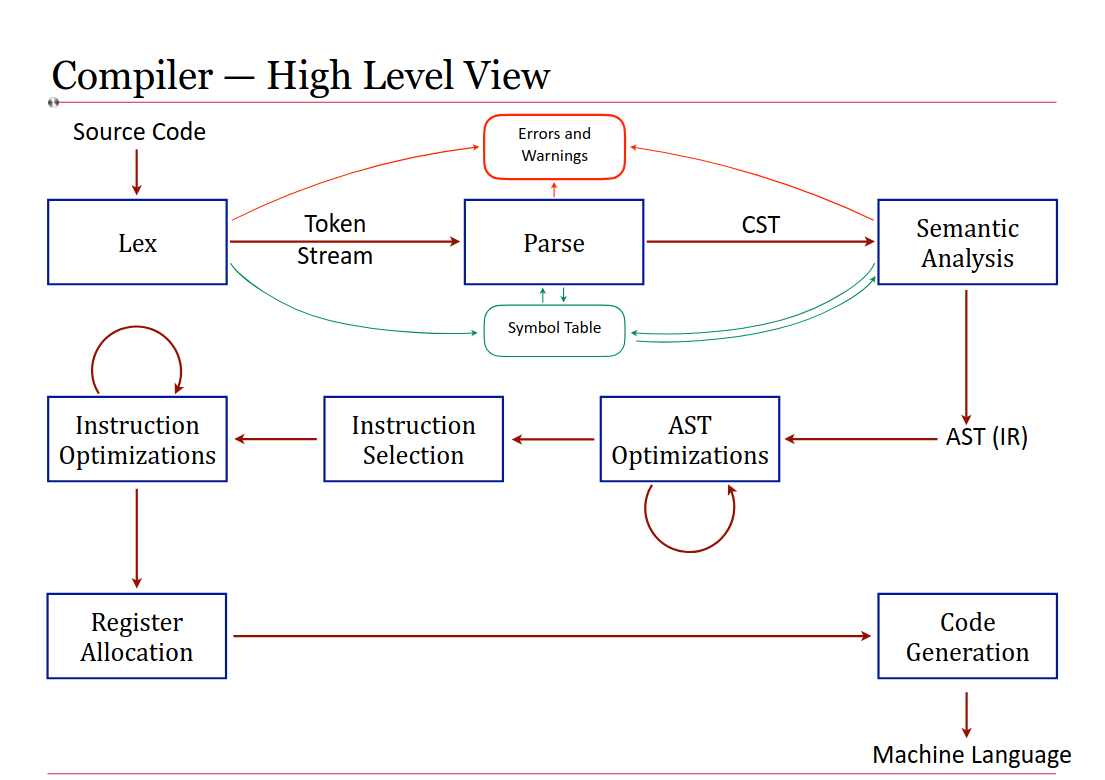 Compiler — High Level View
Source Code
Errors and
Warnings
Lex
Token
Stream
Parse
CST
Semantic
Analysis
Symbol Table
Instruction
Optimizations
Instruction
Selection
AST
Optimizations
AST (IR)
Register
Allocation
Code
Generation
Machine Language